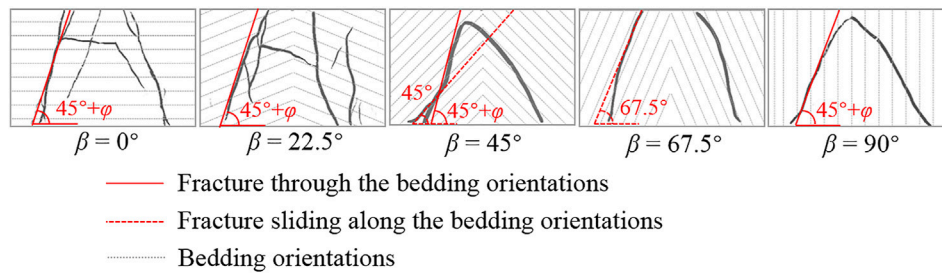 45°+φ
45°+φ
45°
45°+φ
67.5°
45°+φ
β = 0°
β = 22.5°
β = 45°
β = 67.5°
β = 90°
Fracture through the bedding orientations
Fracture sliding along the bedding orientations
Bedding orientations